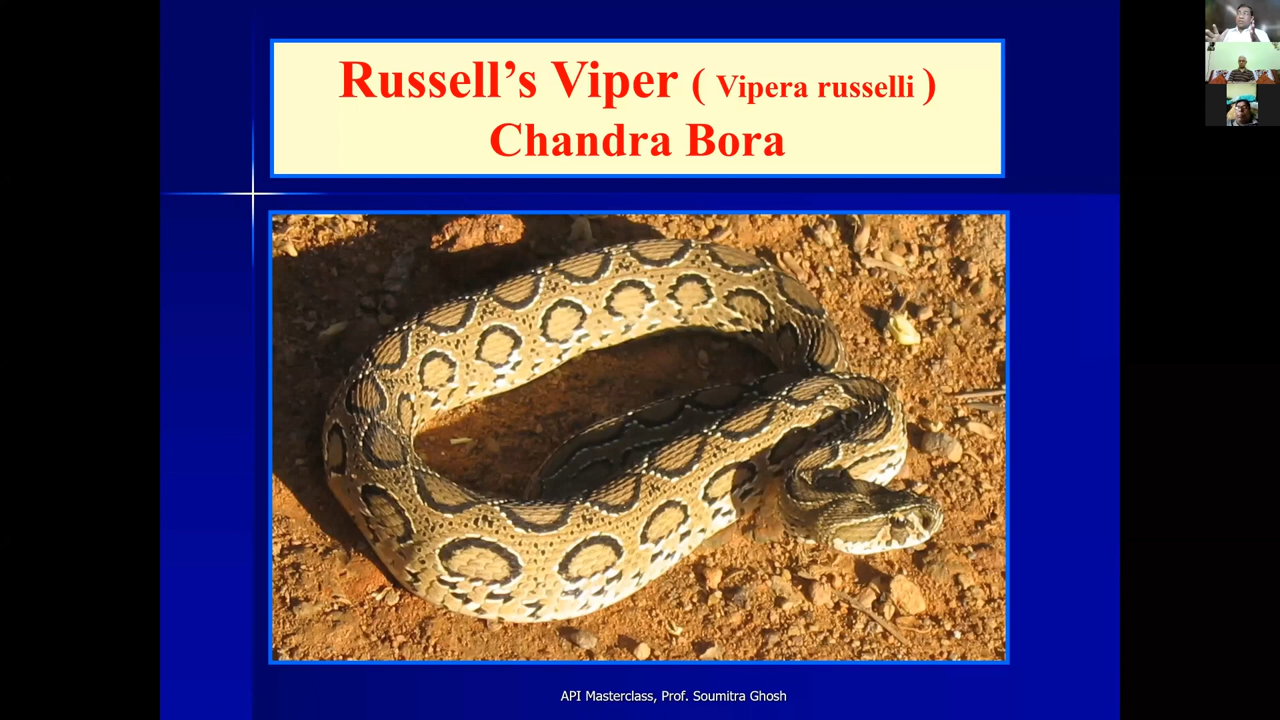 Russell’s Viper ( Vipera russelli )
Chandra Bora
API Masterclass, Prof. Soumitra Ghosh